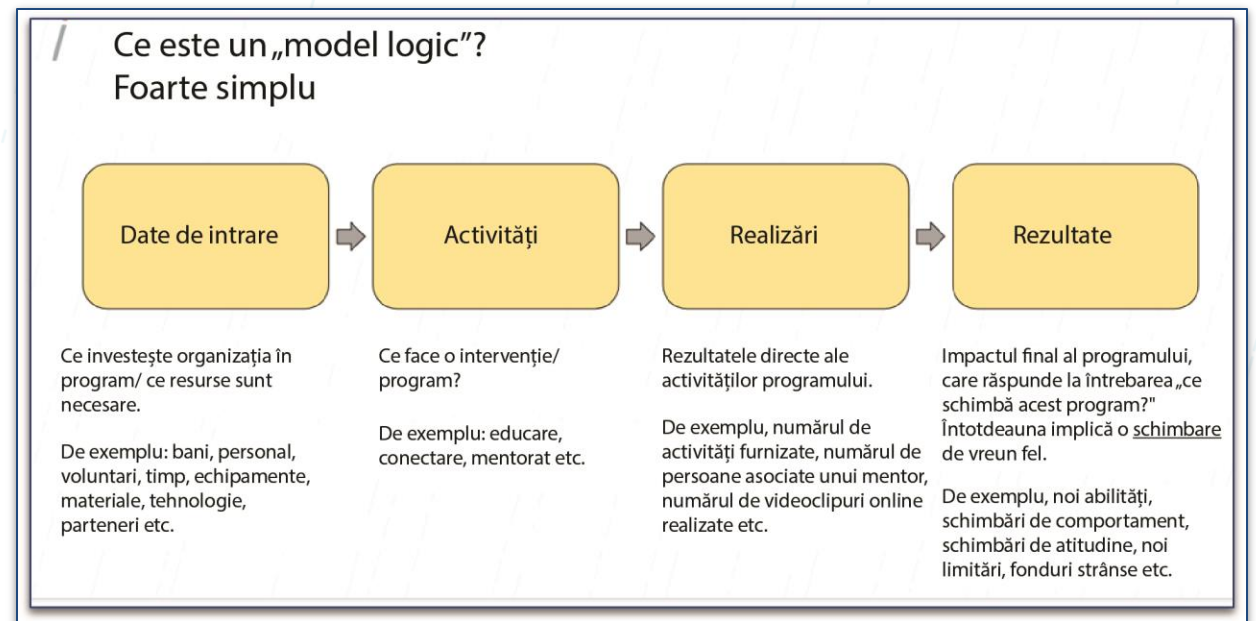 Ce este un „model logic”?
Foarte simplu
Date de intrare
Activități
Realizări
Rezultate
Ce investește organizația în
program/ ce resurse sunt
necesare.
De exemplu: bani, personal,
voluntari, timp, echipamente,
materiale, tehnologie,
parteneri etc.
Ce face o intervenție/
program?
De exemplu: educare,
conectare, mentorat etc.
Rezultatele directe ale
activităților programului.
De exemplu, numărul de
activități furnizate, numărul de
persoane asociate unui mentor,
numărul de videoclipuri online
realizate etc.
Impactul final al programului,
care răspunde la întrebarea „ce
schimbă acest program?"
Întotdeauna implică o schimbare
de vreun fel.
De exemplu, noi abilități,
schimbări de comportament,
schimbări de atitudine, noi
limitări, fonduri strânse etc.